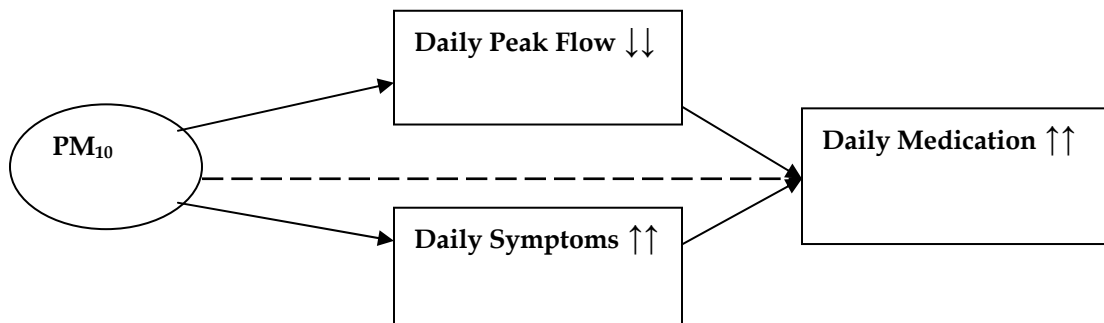 Daily Peak Flow ↓↓
PM₁₀
Daily Medication ↑↑
Daily Symptoms ↑↑